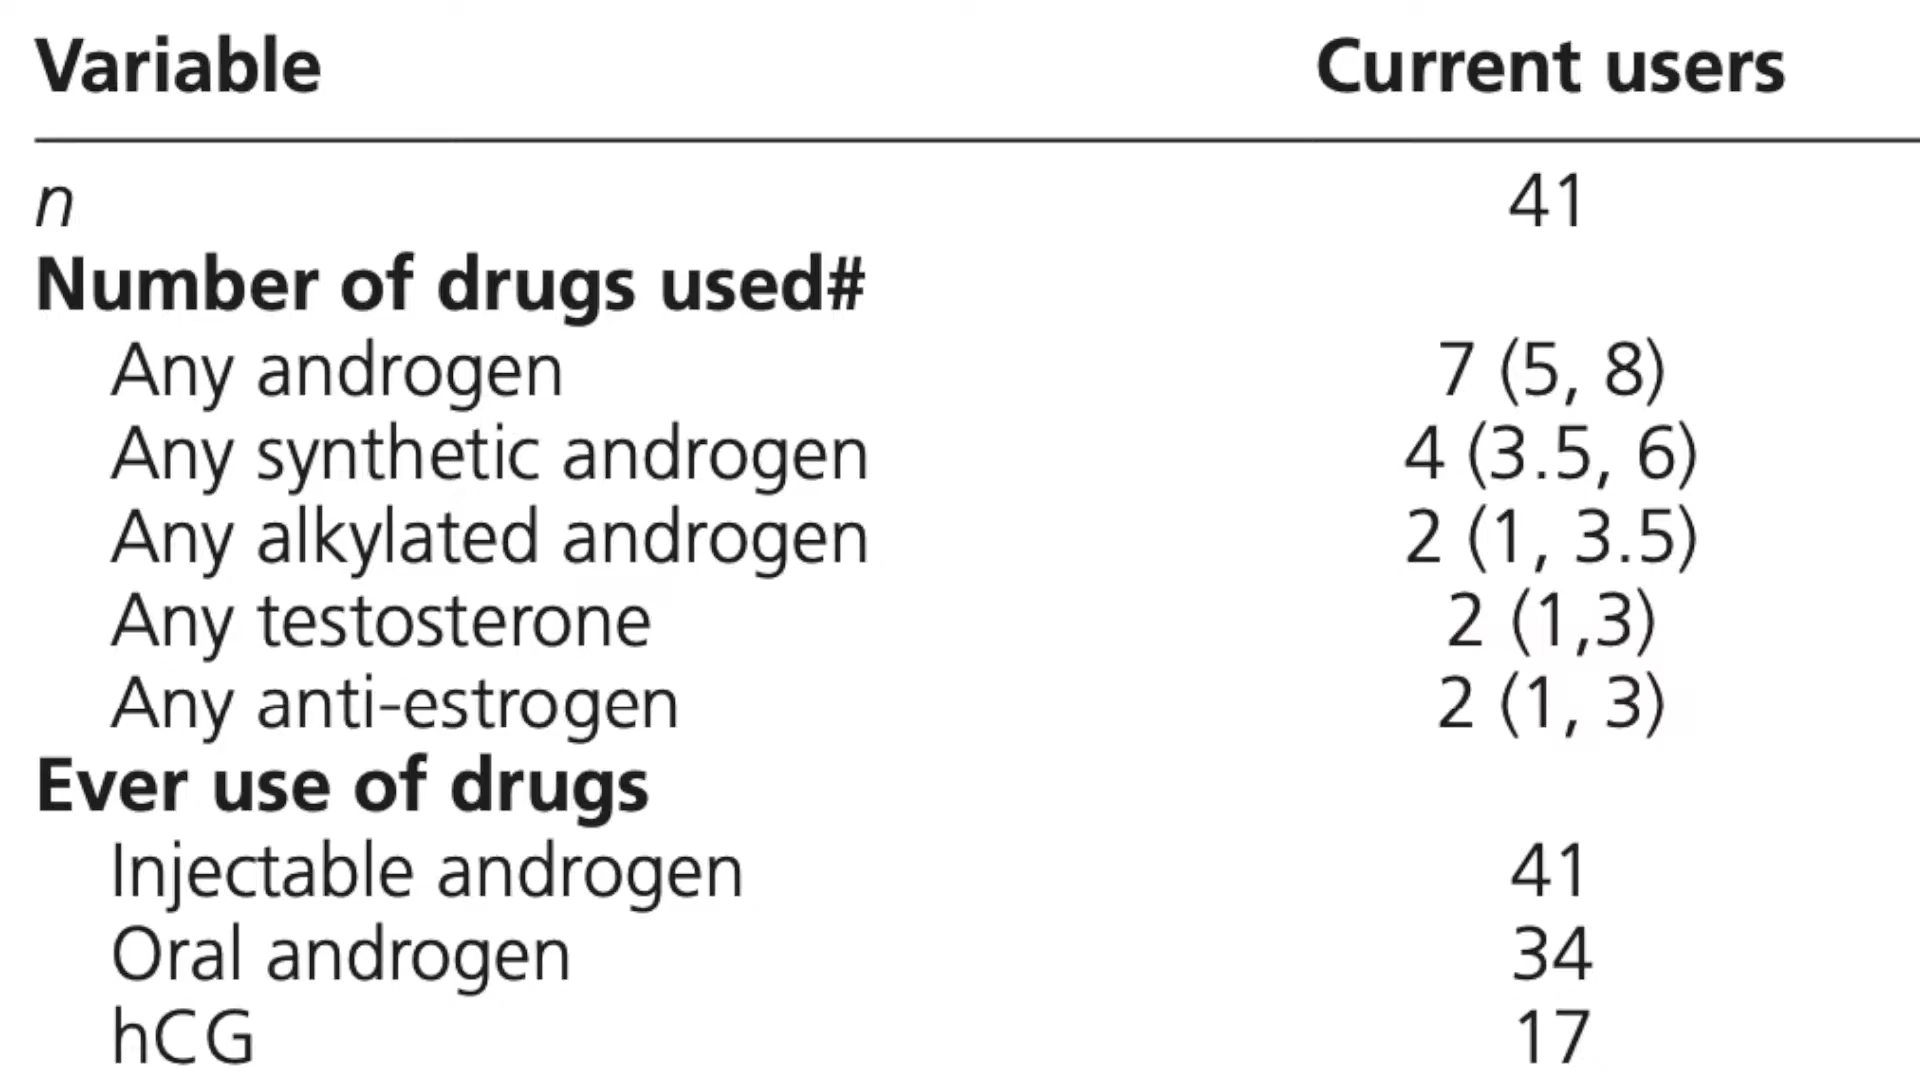 Variable Current users
n 41
Number of drugs used#
Any androgen 7 (5, 8)
Any synthetic androgen 4 (3.5, 6)
Any alkylated androgen 2 (1, 3.5)
Any testosterone 2 (1,3)
Any anti-estrogen 2 (1, 3)
Ever use of drugs
Injectable androgen 41
Oral androgen 34
hCG 17